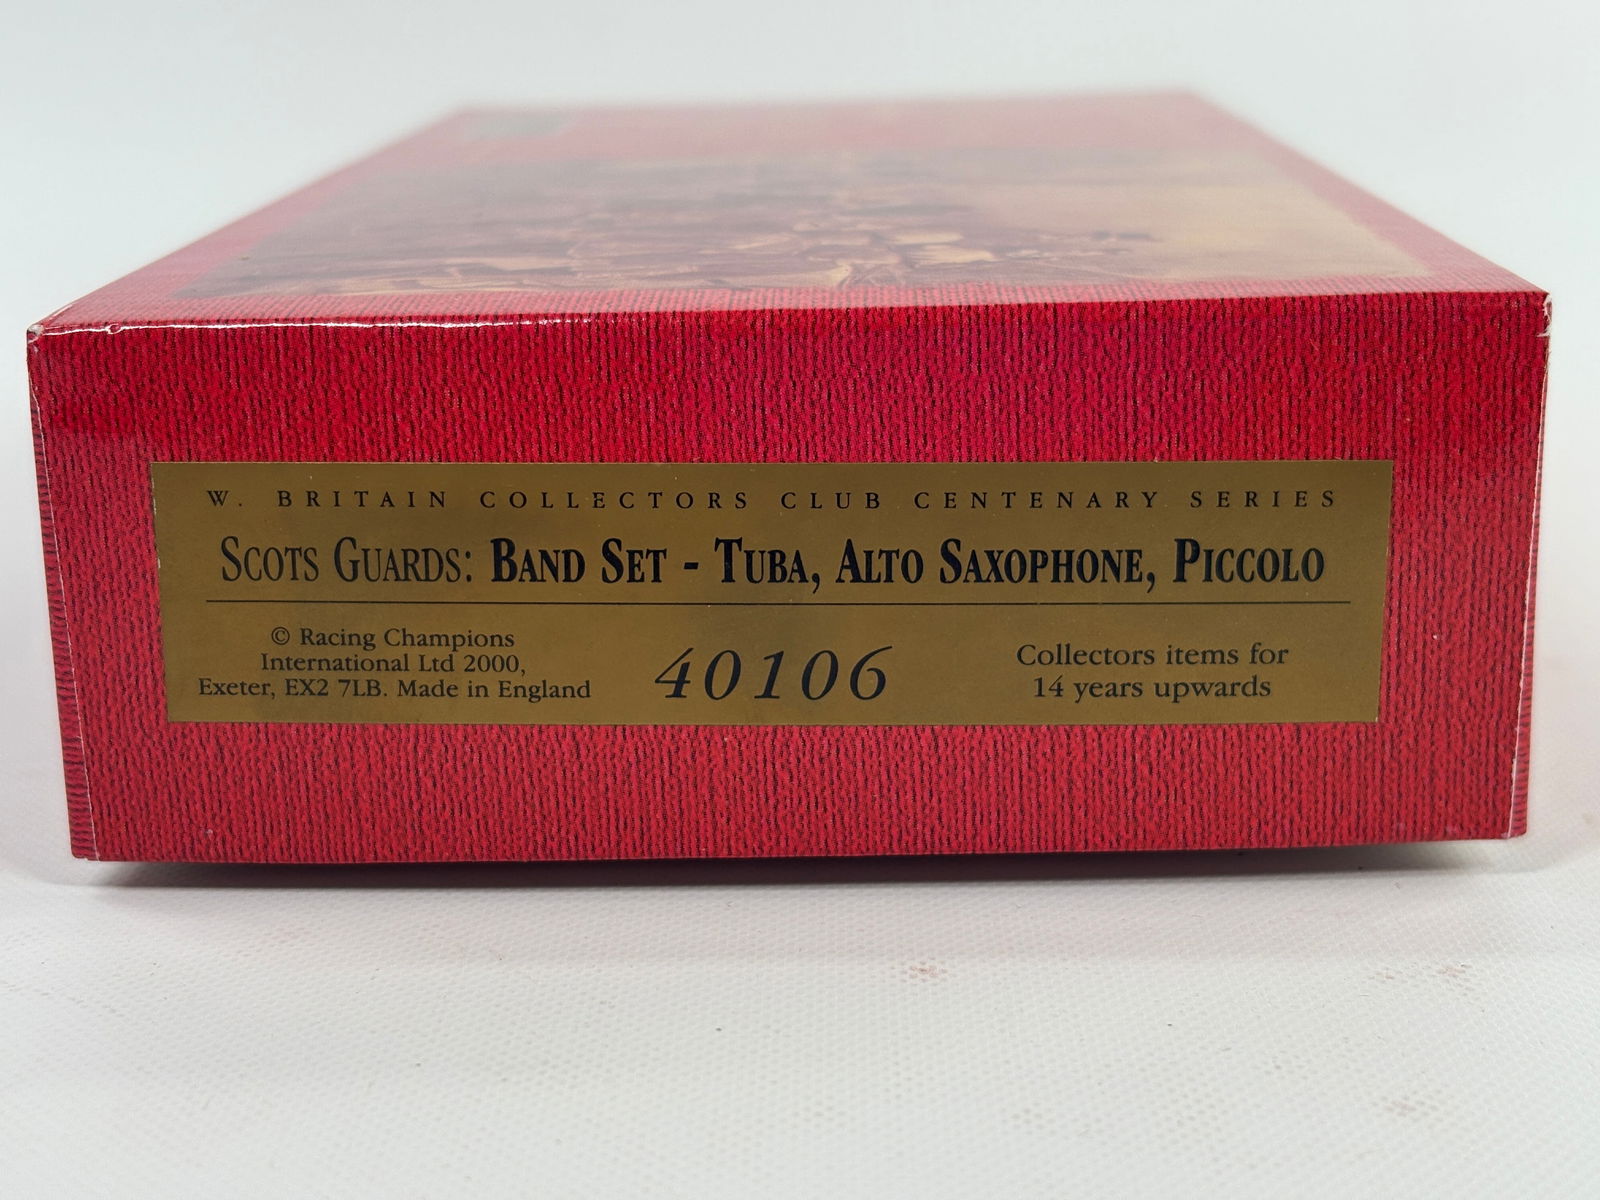 W. BRITAIN COLLECTORS CLUB CENTENARY SERIES
SCOTS GUARDS: BAND SET - TUBA, ALTO SAXOPHONE, PICCOLO
© Racing Champions
International Ltd 2000,
Exeter, EX2 7LB. Made in England
40106
Collectors items for
14 years upwards